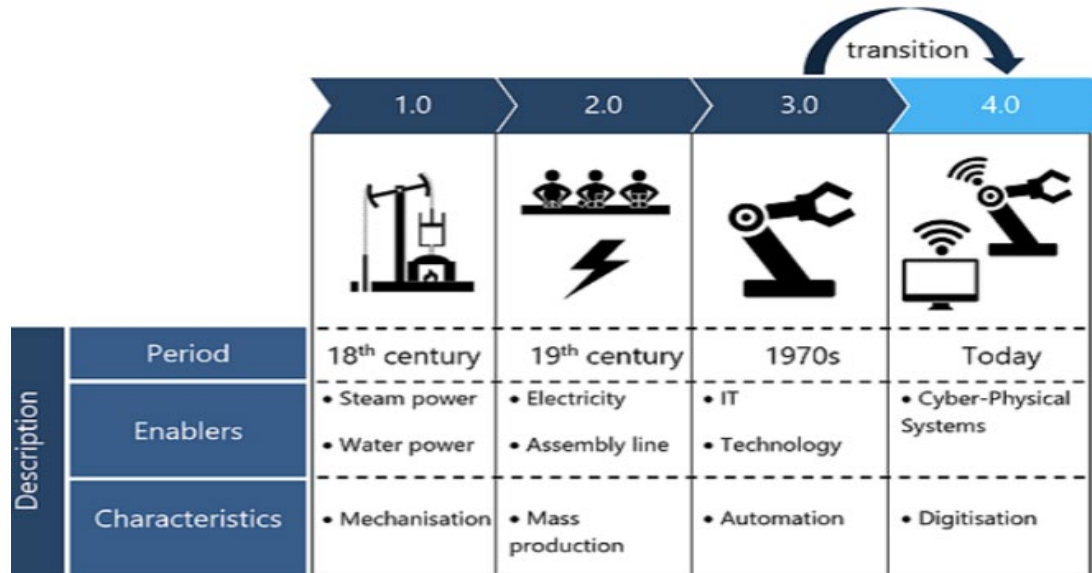 transition
1.0 2.0 3.0 4.0
Description
Period 18th century 19th century 1970s Today
Enablers
• Steam power • Electricity • IT • Cyber-Physical
Systems
• Water power • Assembly line • Technology
Characteristics • Mechanisation • Mass • Automation • Digitisation
production